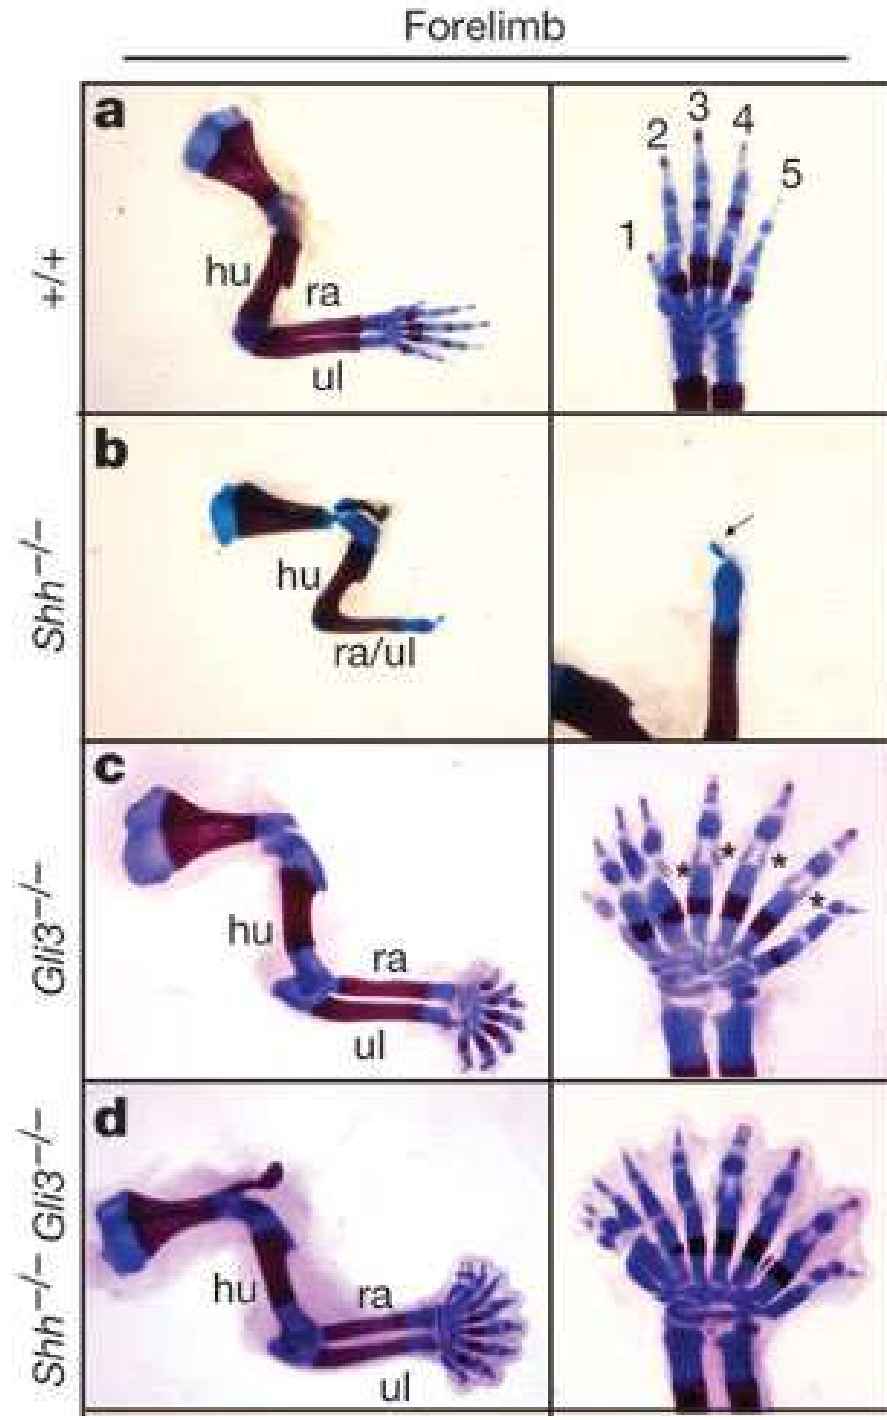 Forelimb
a
+/+
hu
ra
ul
1
2
3
4
5
b
Shh−/−
hu
ra/ul
c
Gli3−/−
hu
ra
ul
*
*
*
*
d
Shh−/− Gli3−/−
hu
ra
ul